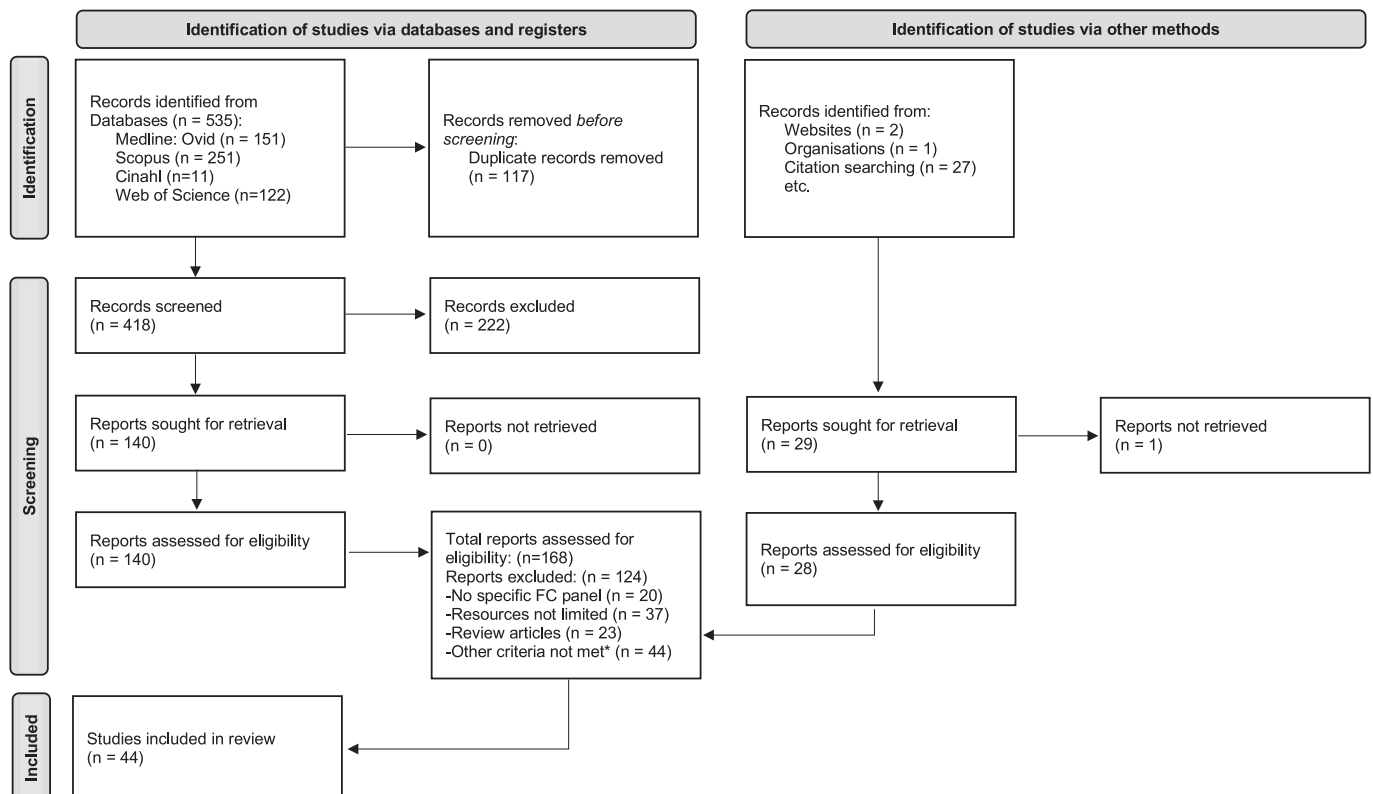 Identification of studies via databases and registers
Identification of studies via other methods
Identification
Records identified from
Databases (n = 535):
Medline: Ovid (n = 151)
Scopus (n = 251)
Cinahl (n=11)
Web of Science (n=122)
Records removed before
screening:
Duplicate records removed
(n = 117)
Records identified from:
Websites (n = 2)
Organisations (n = 1)
Citation searching (n = 27)
etc.
Screening
Records screened
(n = 418)
Records excluded
(n = 222)
Reports sought for retrieval
(n = 140)
Reports not retrieved
(n = 0)
Reports sought for retrieval
(n = 29)
Reports not retrieved
(n = 1)
Reports assessed for eligibility
(n = 140)
Total reports assessed for
eligibility: (n=168)
Reports excluded: (n = 124)
-No specific FC panel (n = 20)
-Resources not limited (n = 37)
-Review articles (n = 23)
-Other criteria not met* (n = 44)
Reports assessed for eligibility
(n = 28)
Included
Studies included in review
(n = 44)